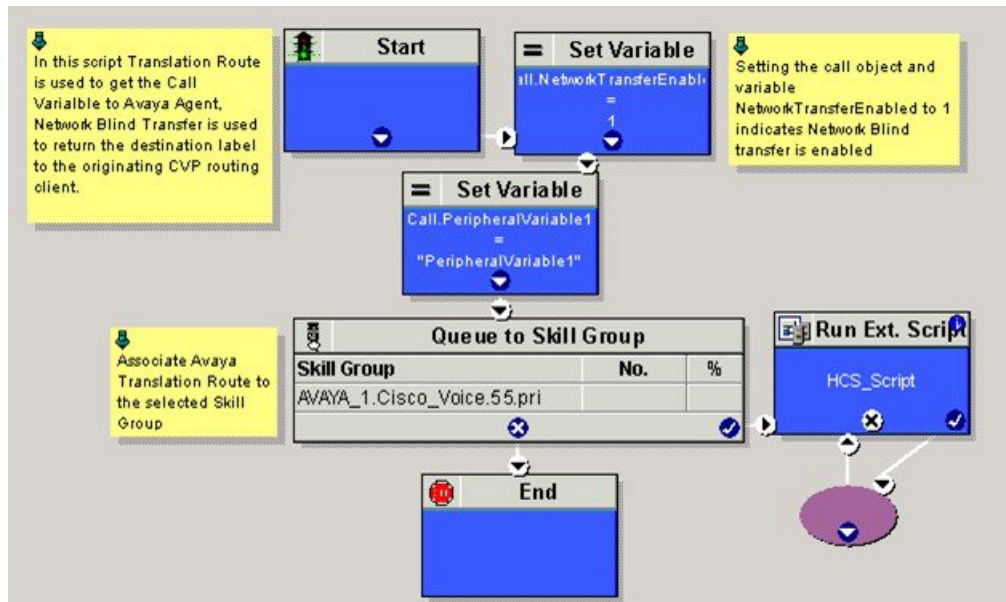 In this script Translation Route
is used to get the Call
Varialble to Avaya Agent,
Network Blind Transfer is used
to return the destination label
to the originating CVP routing
client.
Start
Set Variable
all.NetworkTransferEnable
=
1
Setting the call object and
variable
NetworkTransferEnabled to 1
indicates Network Blind
transfer is enabled
Set Variable
Call.PeripheralVariable1
=
"PeripheralVariable1"
Associate Avaya
Translation Route to
the selected Skill
Group
Queue to Skill Group
Skill Group No. %
AVAYA_1.Cisco_Voice.55.pri
Run Ext. Script
HCS_Script
End